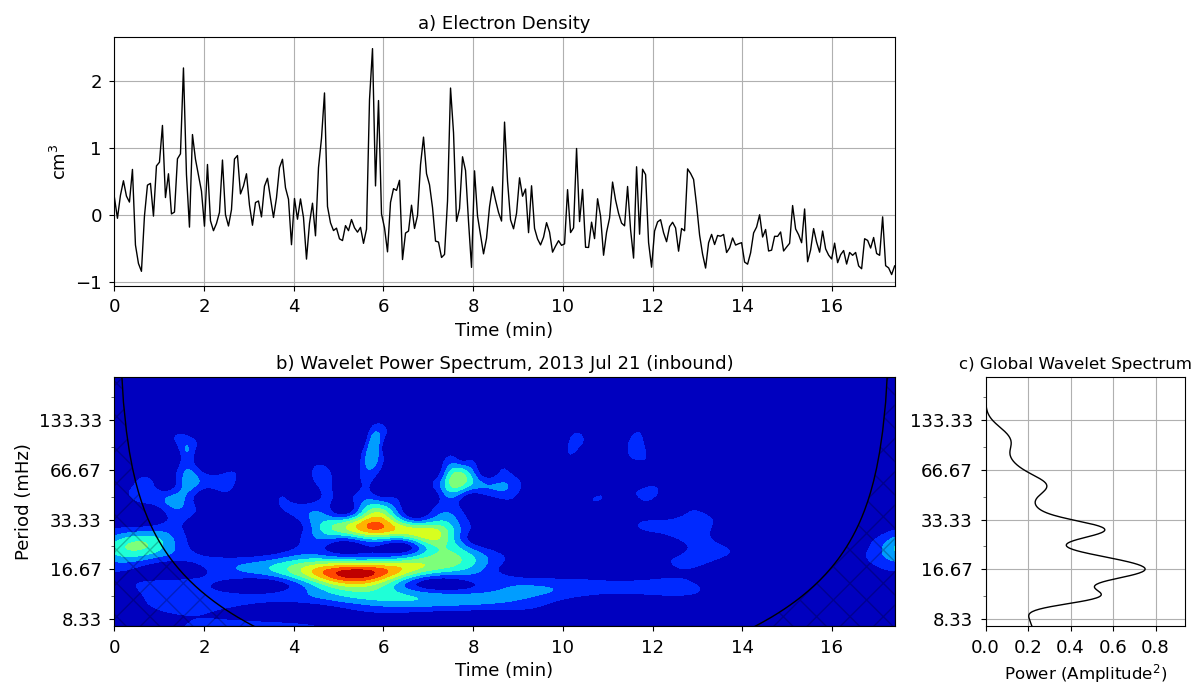 a) Electron Density
cm³
2
1
0
−1
0 2 4 6 8 10 12 14 16
Time (min)
b) Wavelet Power Spectrum, 2013 Jul 21 (inbound)
Period (mHz)
133.33
66.67
33.33
16.67
8.33
0 2 4 6 8 10 12 14 16
Time (min)
c) Global Wavelet Spectrum
133.33
66.67
33.33
16.67
8.33
0.0 0.2 0.4 0.6 0.8
Power (Amplitude²)